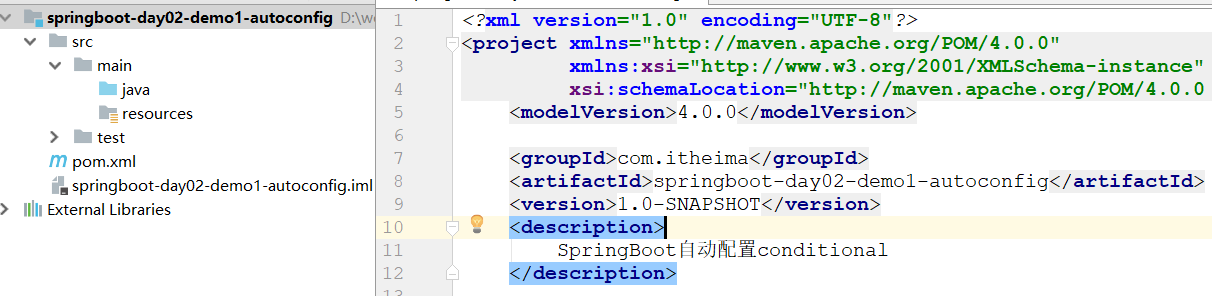 springboot-day02-demo1-autoconfig D:\w
src
main
java
resources
test
pom.xml
springboot-day02-demo1-autoconfig.iml
External Libraries
1 <?xml version="1.0" encoding="UTF-8"?>
2 <project xmlns="http://maven.apache.org/POM/4.0.0"
3 xmlns:xsi="http://www.w3.org/2001/XMLSchema-instance"
4 xsi:schemaLocation="http://maven.apache.org/POM/4.0.0
5 <modelVersion>4.0.0</modelVersion>
6
7 <groupId>com.itheima</groupId>
8 <artifactId>springboot-day02-demo1-autoconfig</artifactId>
9 <version>1.0-SNAPSHOT</version>
10 <description>
11 SpringBoot自动配置conditional
12 </description>
13